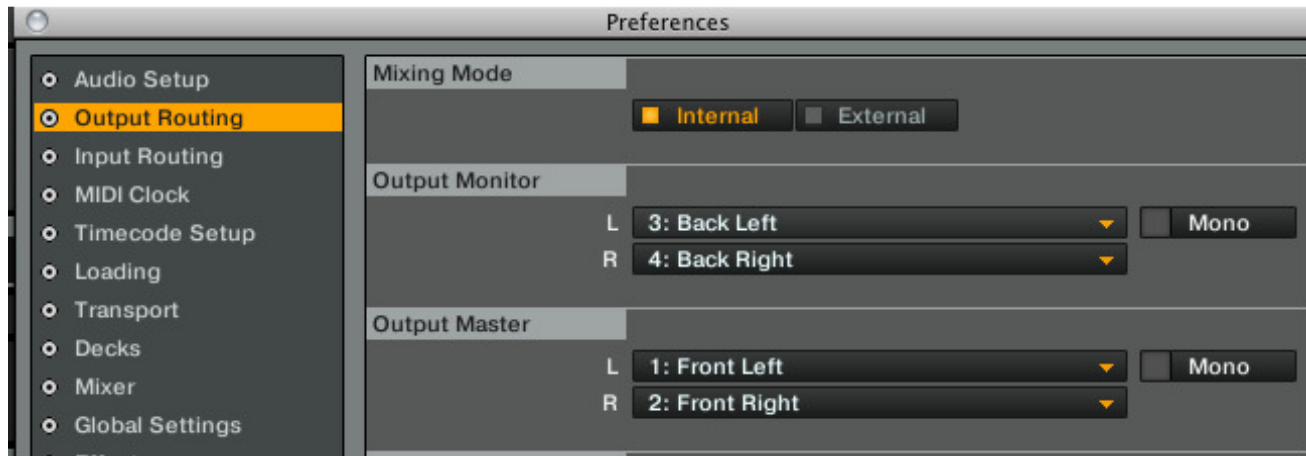 Preferences
Audio Setup
Output Routing
Input Routing
MIDI Clock
Timecode Setup
Loading
Transport
Decks
Mixer
Global Settings
Mixing Mode
Internal External
Output Monitor
L 3: Back Left Mono
R 4: Back Right
Output Master
L 1: Front Left Mono
R 2: Front Right